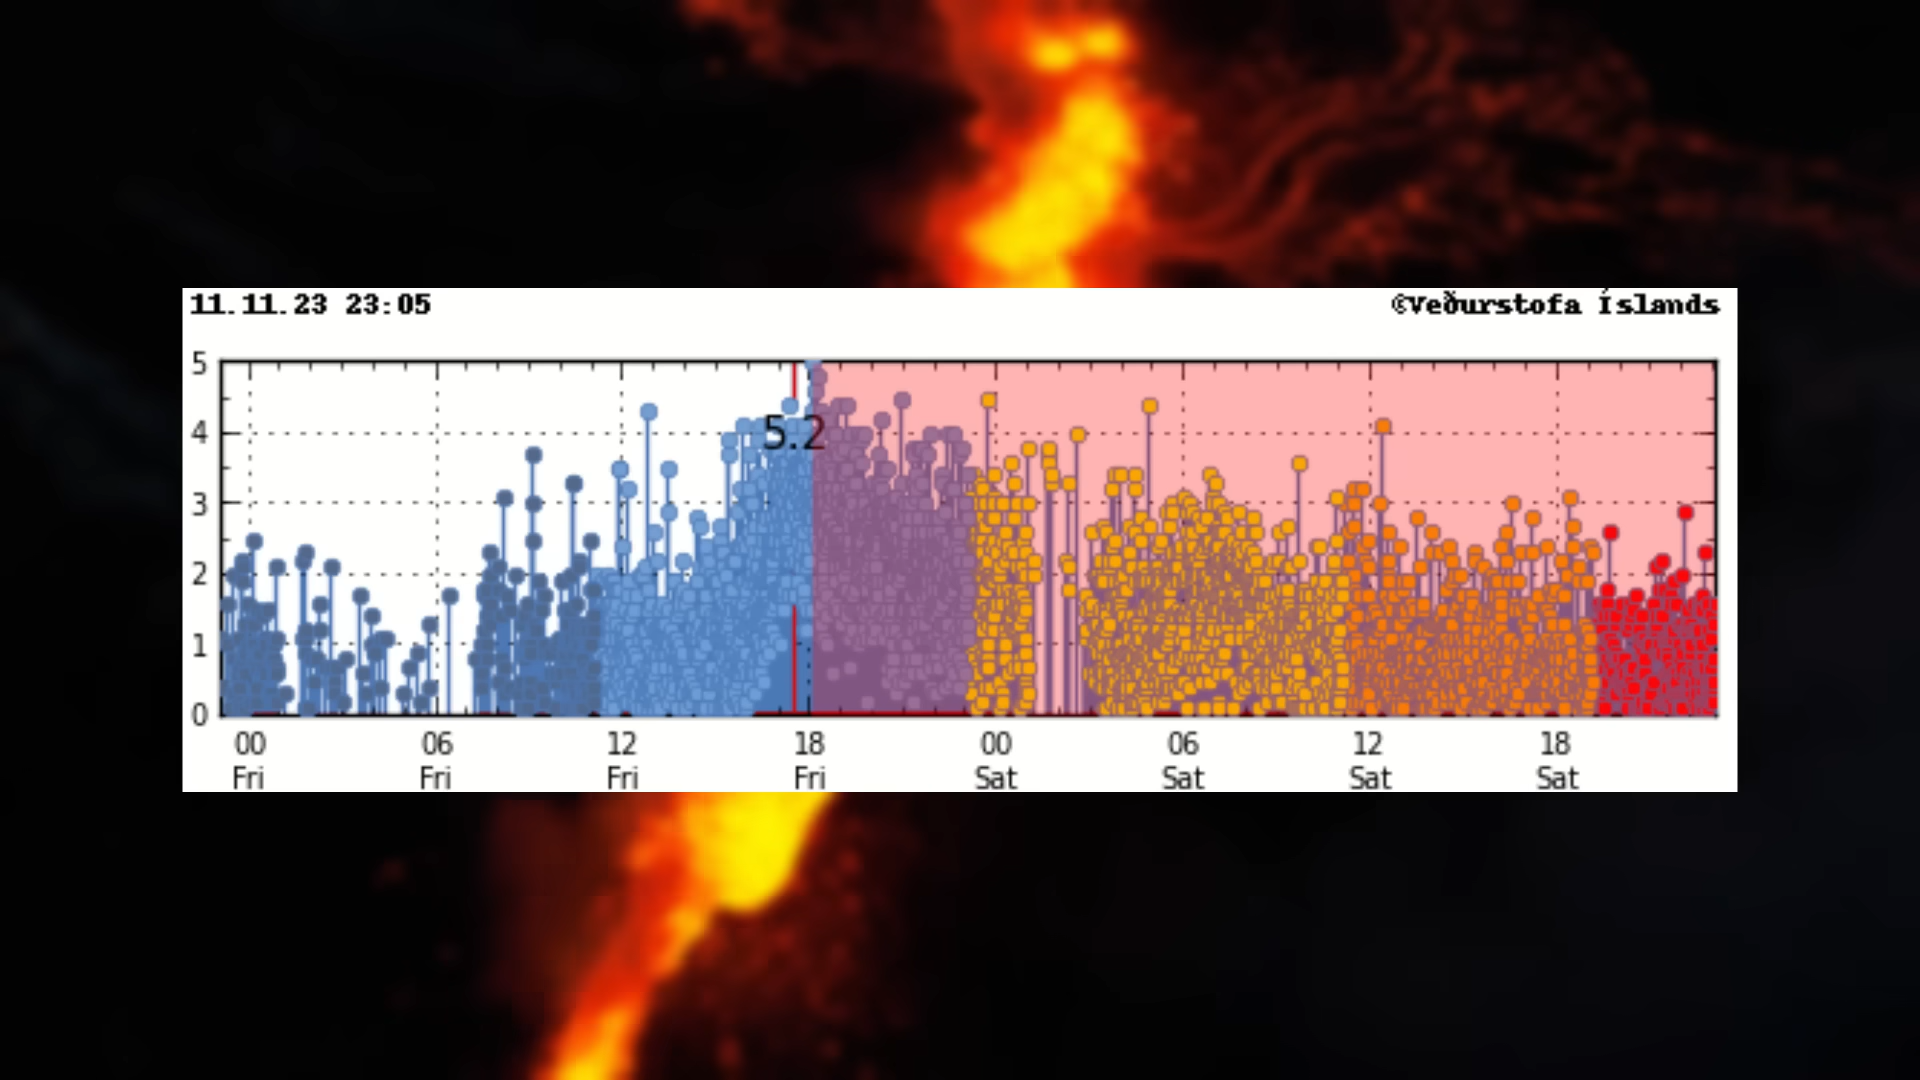 11.11.23 23:05 ©Veðurstofa Íslands
5
4
3
2
1
0
5.2
00 06 12 18 00 06 12 18
Fri Fri Fri Fri Sat Sat Sat Sat